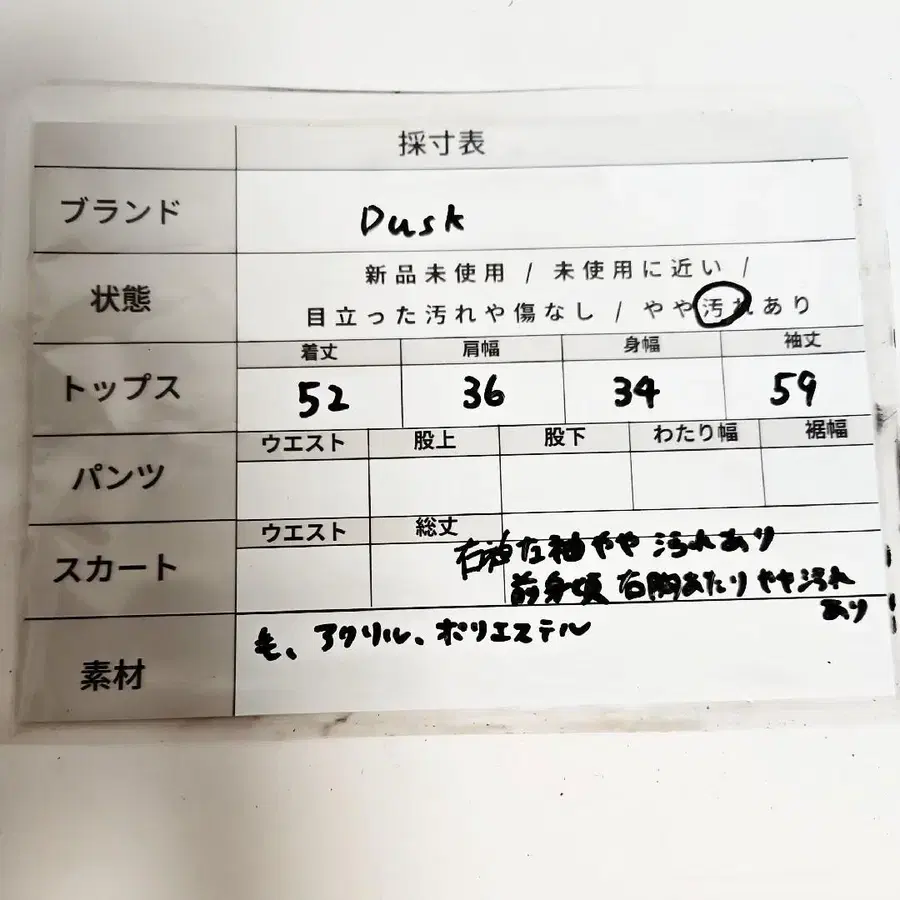 採寸表
ブランド Dusk
状態 新品未使用 / 未使用に近い /
目立った汚れや傷なし / やや汚れあり
トップス 着丈 肩幅 身幅 袖丈
52 36 34 59
パンツ ウエスト 股上 股下 わたり幅 裾幅
スカート ウエスト 総丈
左袖やや汚れあり
前身頃 右胸あたりやや汚れ
あり
素材 毛、アクリル、ポリエステル